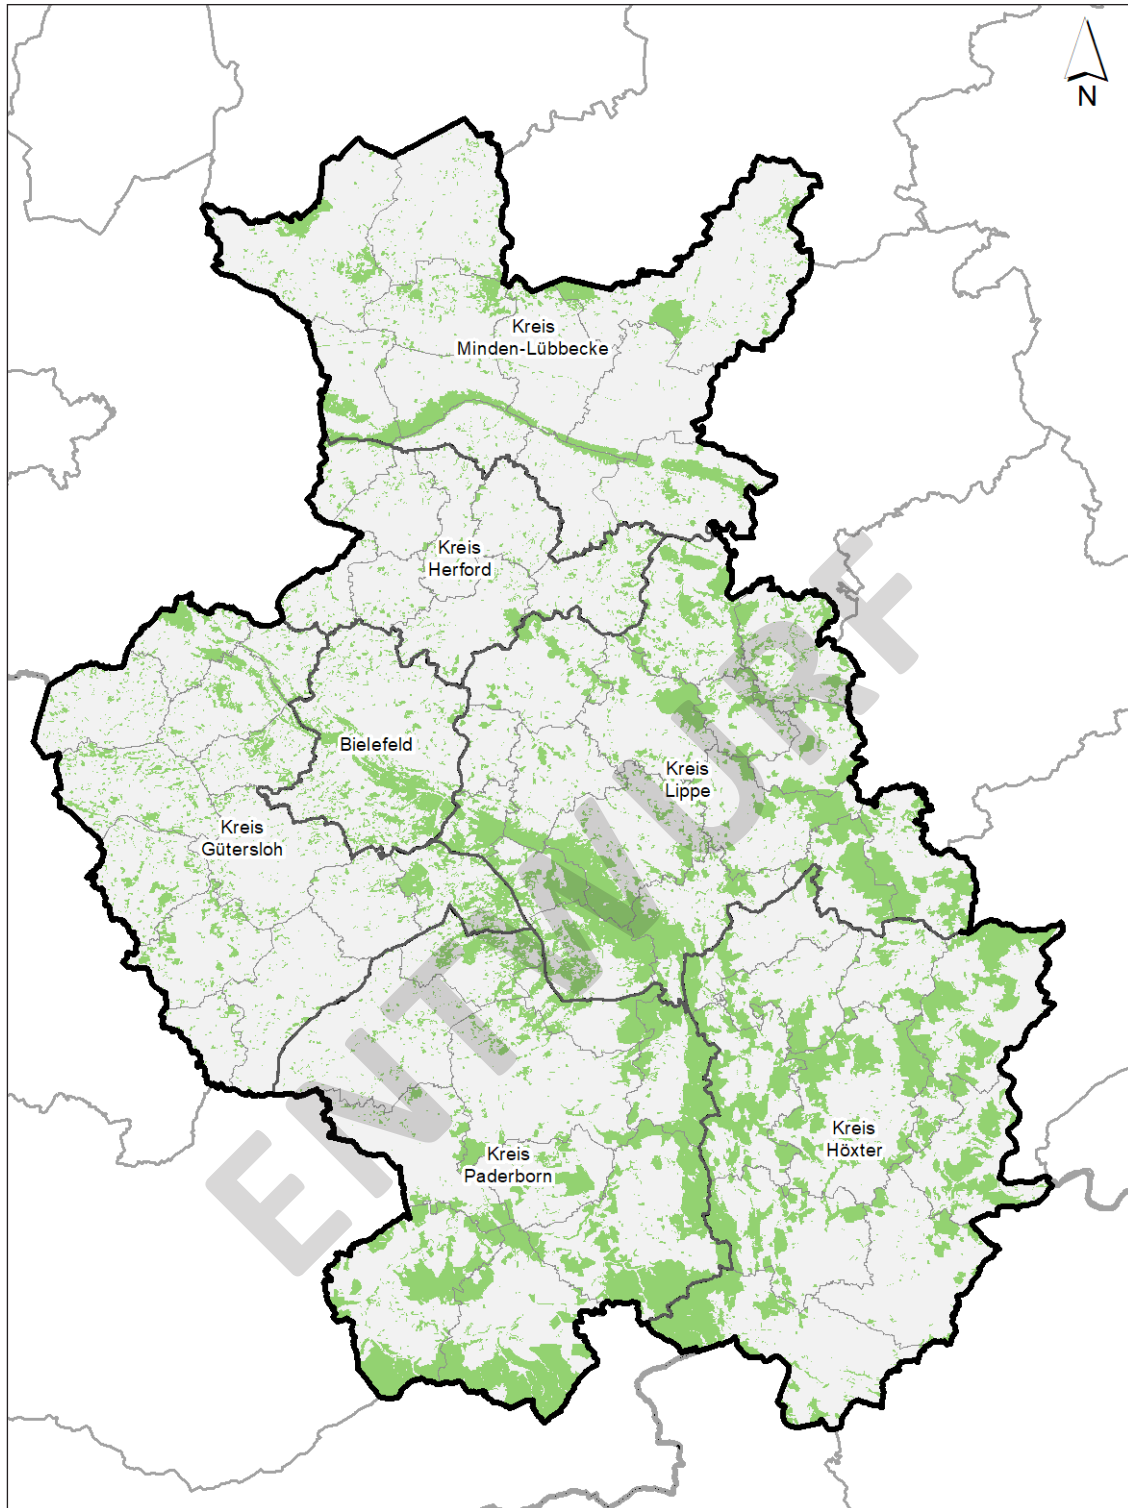 N
Kreis
Minden-Lübbecke
Kreis
Herford
Bielefeld
Kreis
Lippe
Kreis
Gütersloh
Kreis
Höxter
Kreis
Paderborn
ENTWURF